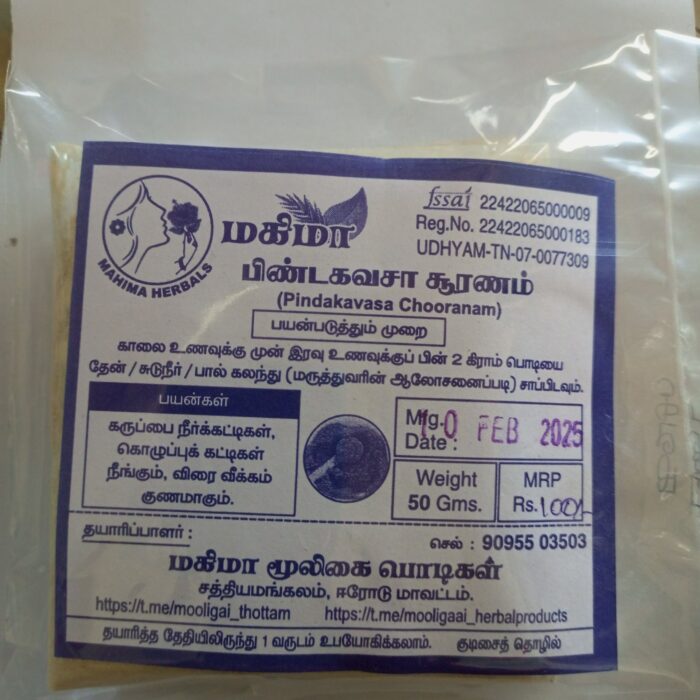 fssai 22422065000009
Reg.No. 22422065000183
UDHYAM-TN-07-0077309
MAHIMA HERBALS
மகிமா
பிண்டகவசா சூரணம்
(Pindakavasa Chooranam)
பயன்படுத்தும் முறை
காலை உணவுக்கு முன் இரவு உணவுக்குப் பின் 2 கிராம் பொடியை
தேன் / சுடுநீர் / பால் கலந்து (மருத்துவரின் ஆலோசனைப்படி) சாப்பிடவும்.
பயன்கள்
கருப்பை நீர்க்கட்டிகள்,
கொழுப்புக் கட்டிகள்
நீங்கும், விரை வீக்கம்
குணமாகும்.
Mfg.
Date : 10 FEB 2025
Weight
50 Gms.
MRP
Rs. 100/-
தயாரிப்பாளர் :
செல் : 90955 03503
மகிமா மூலிகை பொடிகள்
சத்தியமங்கலம், ஈரோடு மாவட்டம்.
https://t.me/mooligai_thottam https://t.me/mooligaai_herbalproducts
தயாரித்த தேதியிலிருந்து 1 வருடம் உபயோகிக்கலாம். குடிசைத் தொழில்